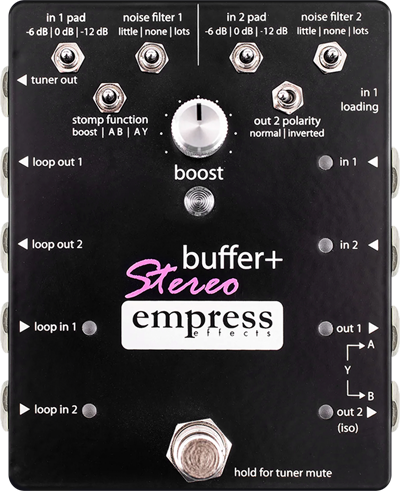 in 1 pad
-6 dB | 0 dB | -12 dB
noise filter 1
little | none | lots
in 2 pad
-6 dB | 0 dB | -12 dB
noise filter 2
little | none | lots
tuner out
in 1
loading
stomp function
boost | A B | A Y
out 2 polarity
normal | inverted
boost
loop out 1
in 1
loop out 2
in 2
buffer+
Stereo
empress
effects
loop in 1
out 1
A
Y
B
loop in 2
out 2
(iso)
hold for tuner mute